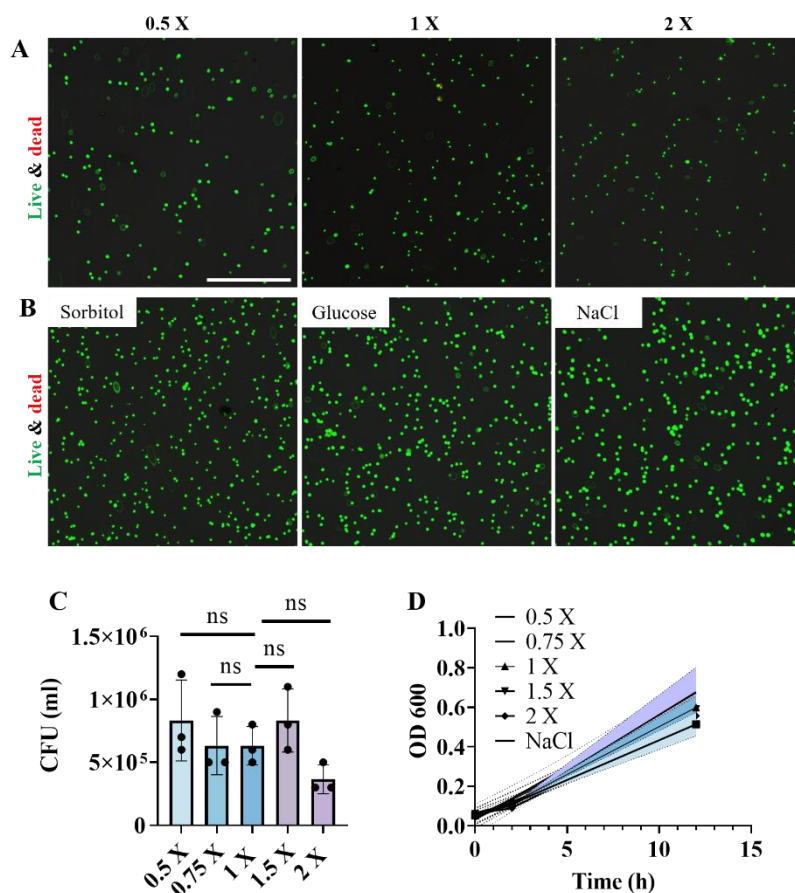 0.5 X 1 X 2 X
A
Live & dead
B
Sorbitol Glucose NaCl
Live & dead
C
ns
ns ns
ns
1.5×10⁶
1×10⁶
5×10⁵
0
CFU (ml)
0.5 X
0.75 X
1 X
1.5 X
2 X
D
0.5 X
0.75 X
1 X
1.5 X
2 X
NaCl
1.0
0.8
0.6
0.4
0.2
0.0
OD 600
0 5 10 15
Time (h)